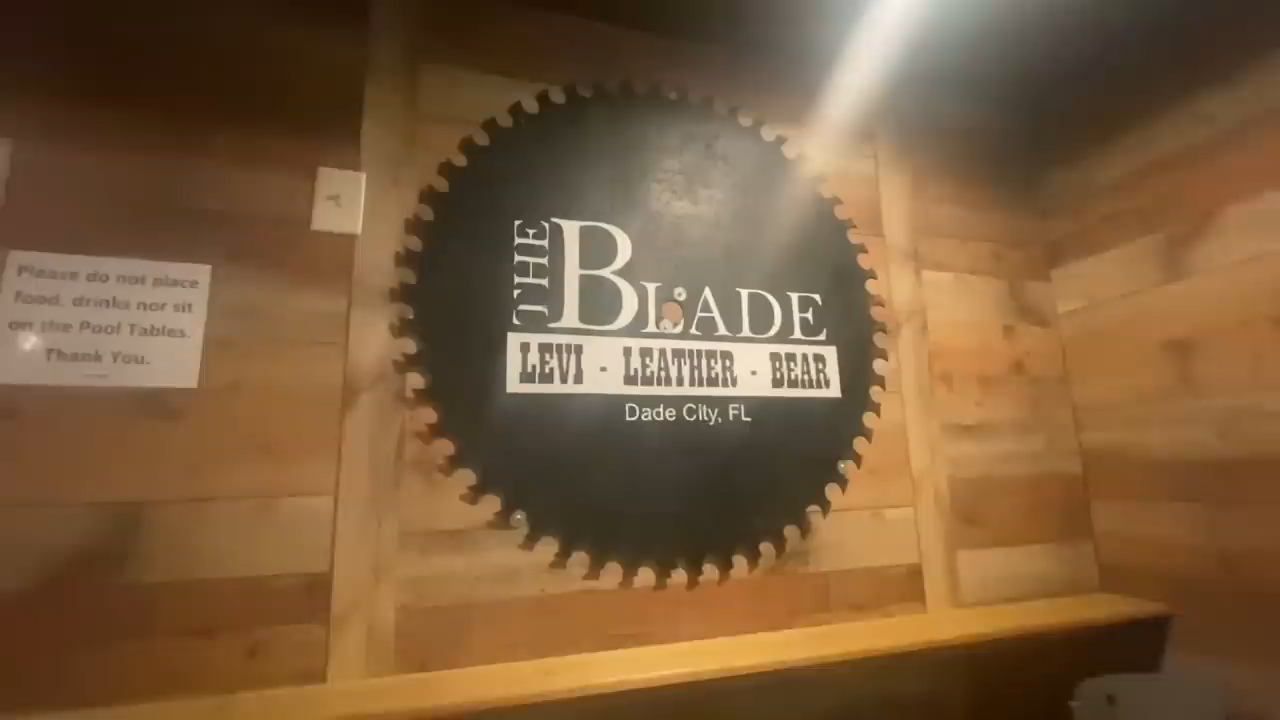 Please do not place
food, drinks nor sit
on the Pool Tables.
Thank You.
THE BLADE
LEVI - LEATHER - BEAR
Dade City, FL